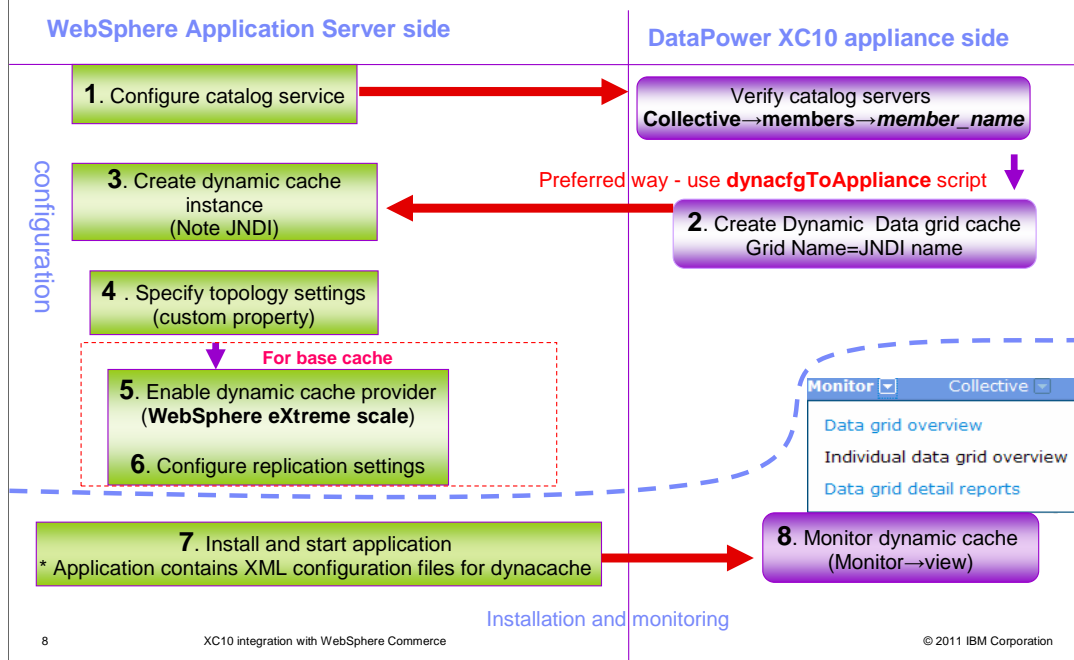 WebSphere Application Server side
DataPower XC10 appliance side
1. Configure catalog service
Verify catalog servers
Collective→members→member_name
configuration
3. Create dynamic cache
instance
(Note JNDI)
Preferred way - use dynacfgToAppliance script
2. Create Dynamic Data grid cache
Grid Name=JNDI name
4 . Specify topology settings
(custom property)
For base cache
5. Enable dynamic cache provider
(WebSphere eXtreme scale)
6. Configure replication settings
Monitor Collective
Data grid overview
Individual data grid overview
Data grid detail reports
7. Install and start application
* Application contains XML configuration files for dynacache
8. Monitor dynamic cache
(Monitor→view)
Installation and monitoring
8 XC10 integration with WebSphere Commerce © 2011 IBM Corporation